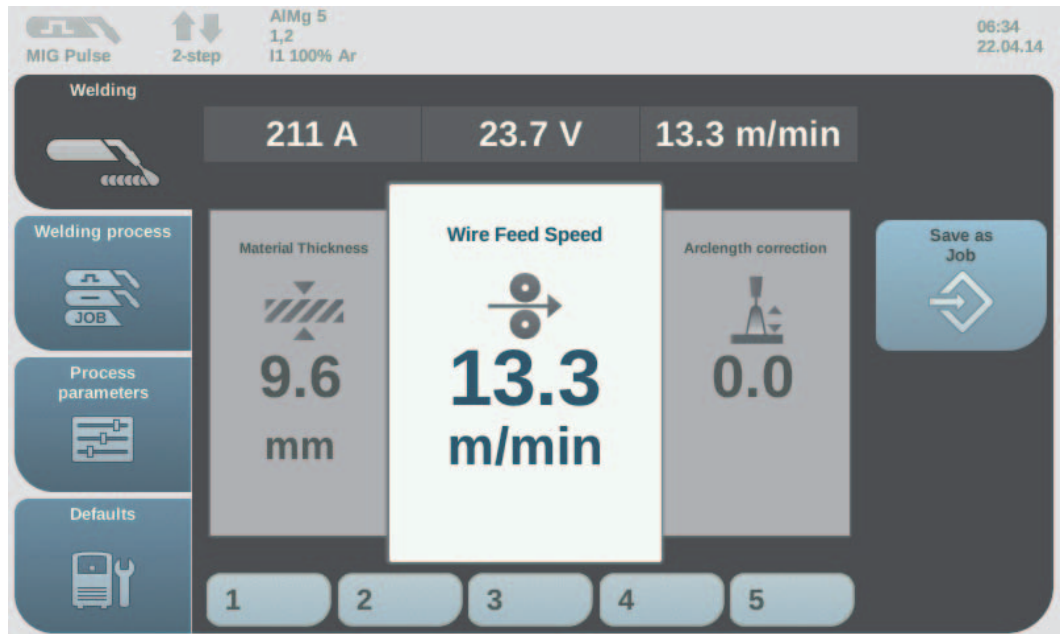 MIG Pulse
2-step
AlMg 5
1,2
I1 100% Ar
06:34
22.04.14
Welding
211 A
23.7 V
13.3 m/min
Welding process
JOB
Process
parameters
Defaults
Material Thickness
9.6
mm
Wire Feed Speed
13.3
m/min
Arclength correction
0.0
Save as
Job
1
2
3
4
5